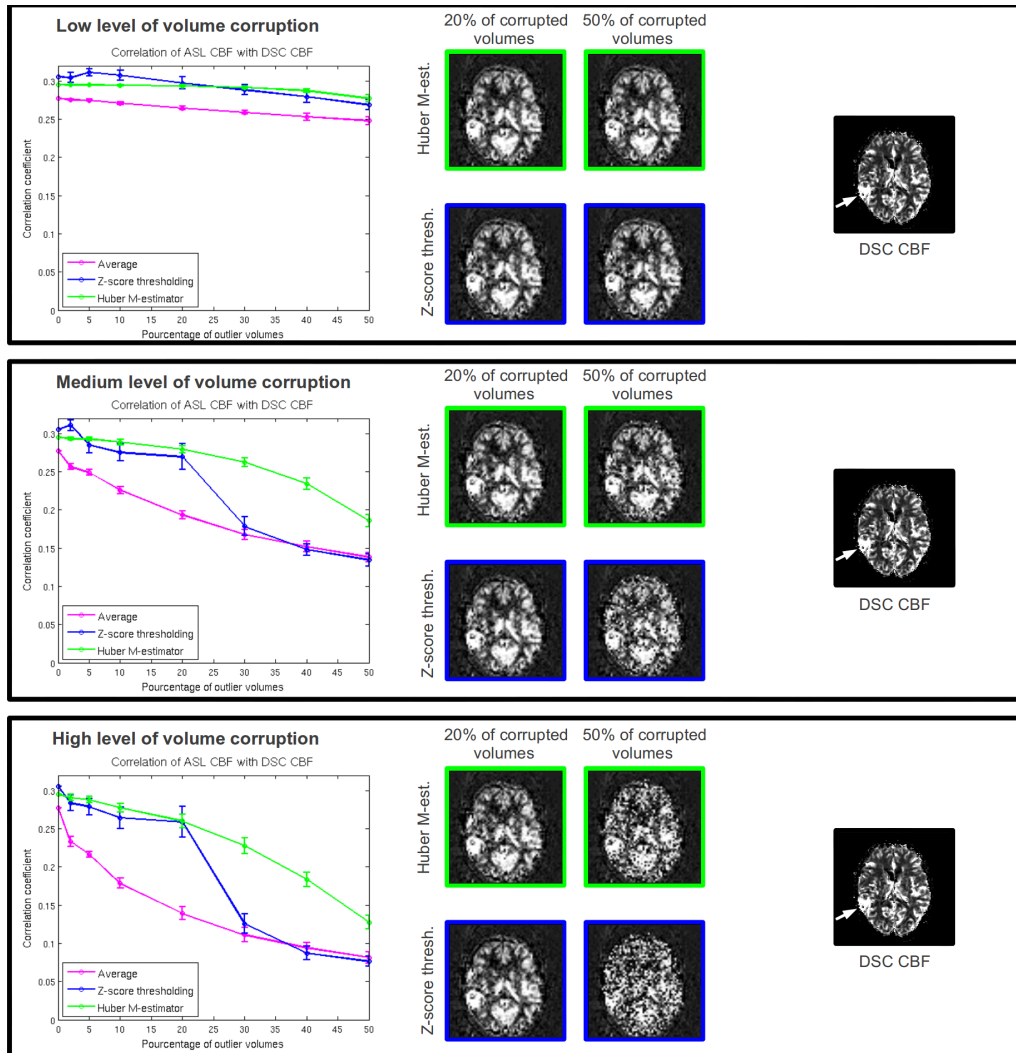 Low level of volume corruption
Correlation of ASL CBF with DSC CBF
0.3
0.25
0.2
0.15
0.1
0.05
0
Correlation coefficient
Average
Z-score thresholding
Huber M-estimator
0 5 10 15 20 25 30 35 40 45 50
Pourcentage of outlier volumes
20% of corrupted
volumes
50% of corrupted
volumes
Huber M-est.
Z-score thresh.
DSC CBF
Medium level of volume corruption
Correlation of ASL CBF with DSC CBF
0.3
0.25
0.2
0.15
0.1
0.05
0
Correlation coefficient
Average
Z-score thresholding
Huber M-estimator
0 5 10 15 20 25 30 35 40 45 50
Pourcentage of outlier volumes
20% of corrupted
volumes
50% of corrupted
volumes
Huber M-est.
Z-score thresh.
DSC CBF
High level of volume corruption
Correlation of ASL CBF with DSC CBF
0.3
0.25
0.2
0.15
0.1
0.05
0
Correlation coefficient
Average
Z-score thresholding
Huber M-estimator
0 5 10 15 20 25 30 35 40 45 50
Pourcentage of outlier volumes
20% of corrupted
volumes
50% of corrupted
volumes
Huber M-est.
Z-score thresh.
DSC CBF